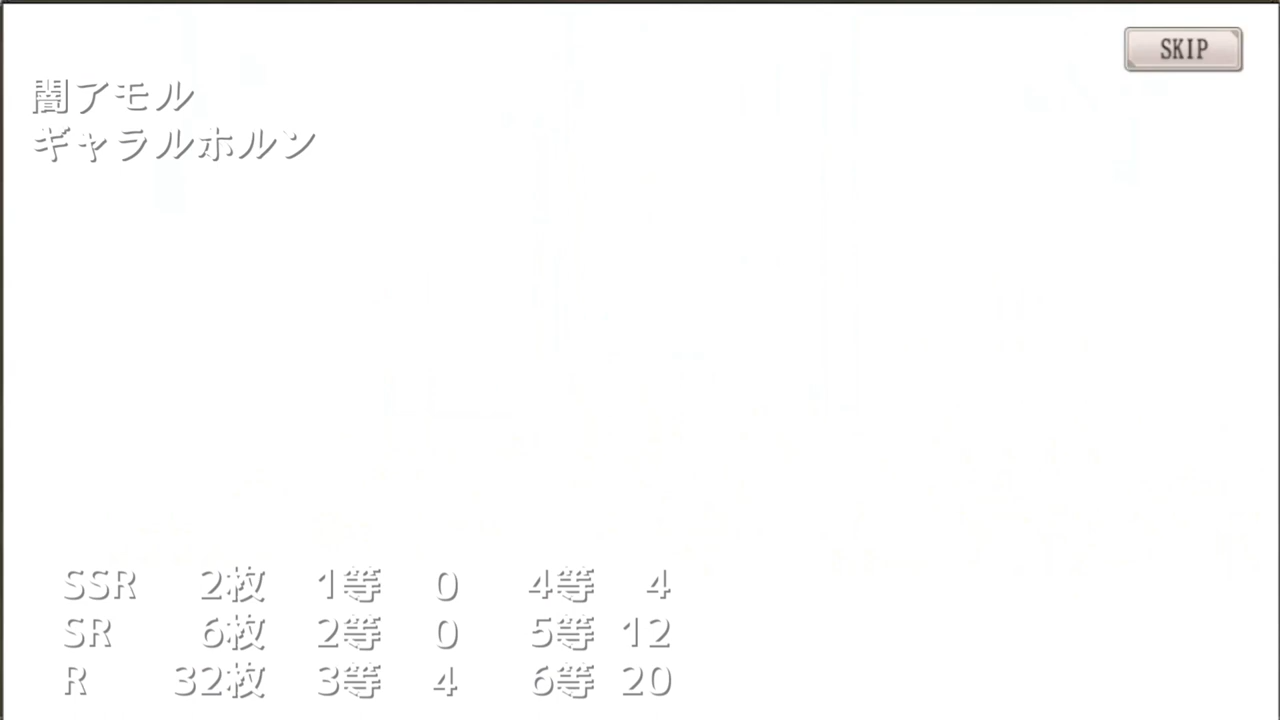 SKIP
闇アモル
ギャラルホルン
SSR 2枚 1等 0 4等 4
SR 6枚 2等 0 5等 12
R 32枚 3等 4 6等 20